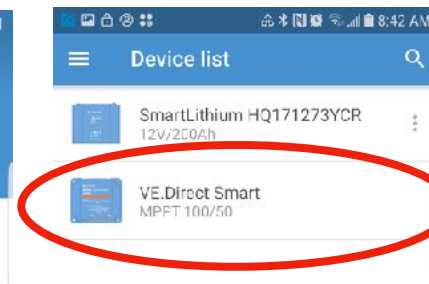 8:42 AM
Device list
SmartLithium HQ171273YCR
12V/200Ah
VE.Direct Smart
MPPT 100/50